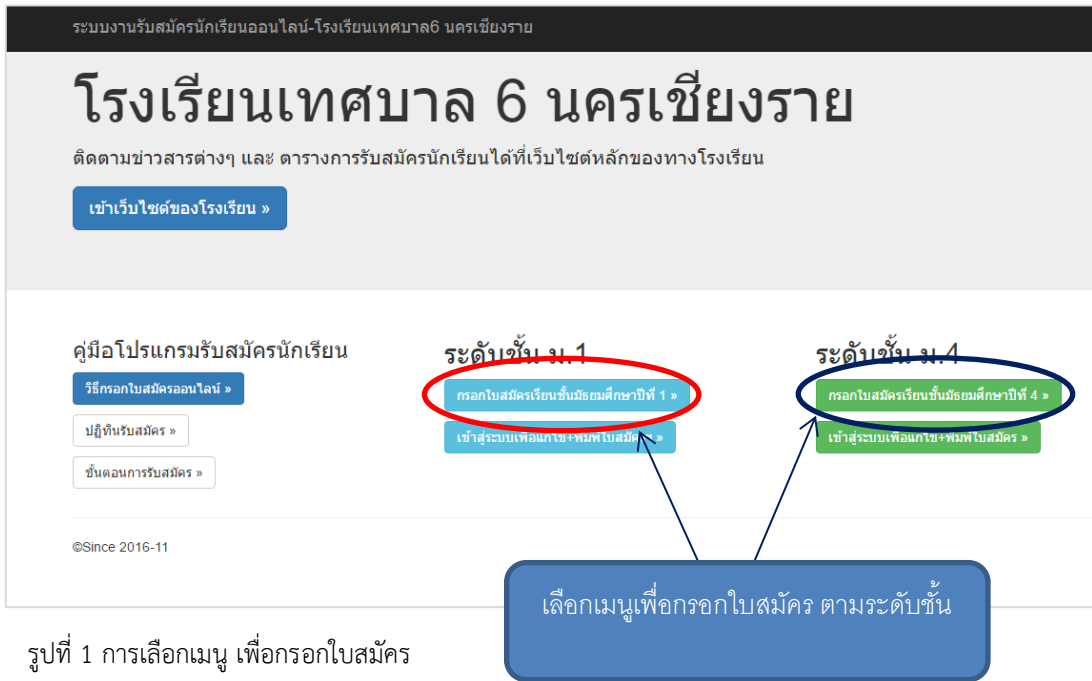 ระบบงานรับสมัครนักเรียนออนไลน์-โรงเรียนเทศบาล6 นครเชียงราย
โรงเรียนเทศบาล 6 นครเชียงราย
ติดตามข่าวสารต่างๆ และ ตารางการรับสมัครนักเรียนได้ที่เว็บไซต์หลักของทางโรงเรียน
เข้าเว็บไซต์ของโรงเรียน »
คู่มือโปรแกรมรับสมัครนักเรียน
วิธีกรอกใบสมัครออนไลน์ »
ปฏิทินรับสมัคร »
ขั้นตอนการรับสมัคร »
ระดับชั้น ม.1
กรอกใบสมัครเรียนชั้นมัธยมศึกษาปีที่ 1 »
เข้าสู่ระบบเพื่อแก้ไข+พิมพ์ใบสมัคร »
ระดับชั้น ม.4
กรอกใบสมัครเรียนชั้นมัธยมศึกษาปีที่ 4 »
เข้าสู่ระบบเพื่อแก้ไข+พิมพ์ใบสมัคร »
©Since 2016-11
เลือกเมนูเพื่อกรอกใบสมัคร ตามระดับชั้น
รูปที่ 1 การเลือกเมนู เพื่อกรอกใบสมัคร